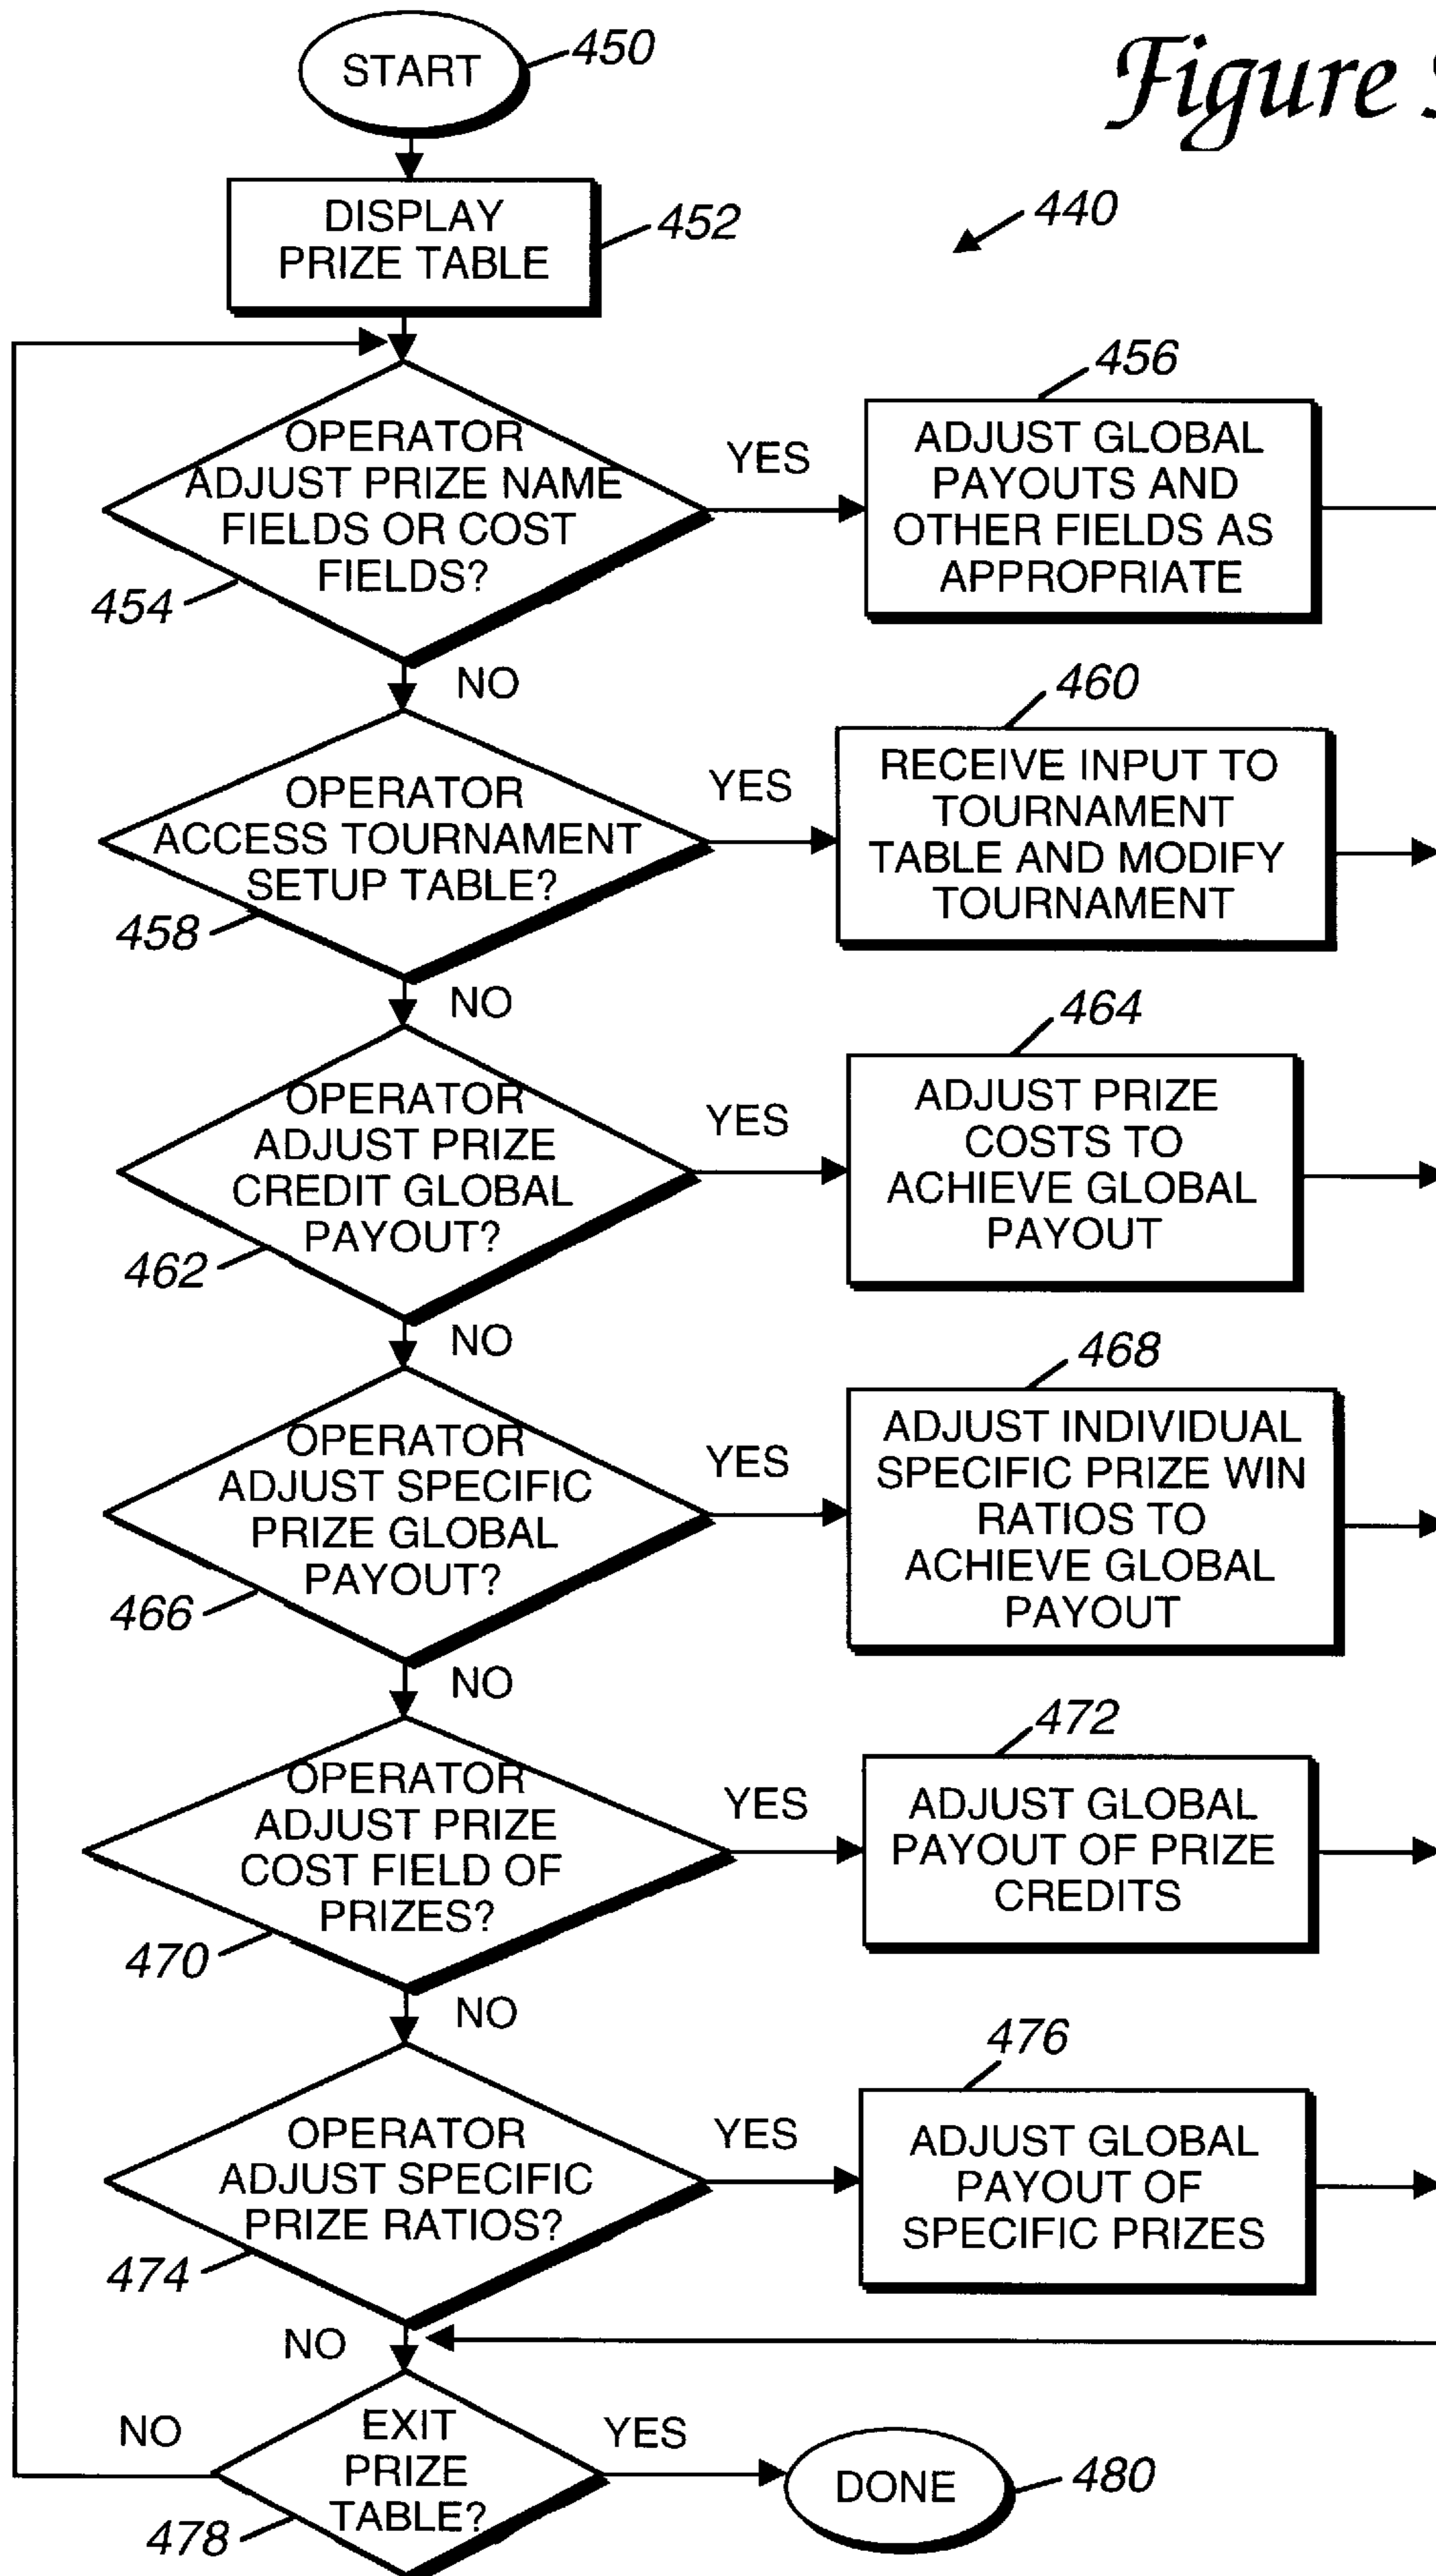 START
450
Figure
DISPLAY
PRIZE TABLE
452
440
OPERATOR
ADJUST PRIZE NAME
FIELDS OR COST
FIELDS?
454
YES
456
ADJUST GLOBAL
PAYOUTS AND
OTHER FIELDS AS
APPROPRIATE
NO
OPERATOR
ACCESS TOURNAMENT
SETUP TABLE?
458
YES
460
RECEIVE INPUT TO
TOURNAMENT
TABLE AND MODIFY
TOURNAMENT
NO
OPERATOR
ADJUST PRIZE
CREDIT GLOBAL
PAYOUT?
462
YES
464
ADJUST PRIZE
COSTS TO
ACHIEVE GLOBAL
PAYOUT
NO
OPERATOR
ADJUST SPECIFIC
PRIZE GLOBAL
PAYOUT?
466
YES
468
ADJUST INDIVIDUAL
SPECIFIC PRIZE WIN
RATIOS TO
ACHIEVE GLOBAL
PAYOUT
NO
OPERATOR
ADJUST PRIZE
COST FIELD OF
PRIZES?
470
YES
472
ADJUST GLOBAL
PAYOUT OF PRIZE
CREDITS
NO
OPERATOR
ADJUST SPECIFIC
PRIZE RATIOS?
474
YES
476
ADJUST GLOBAL
PAYOUT OF
SPECIFIC PRIZES
NO
EXIT
PRIZE
TABLE?
478
NO
YES
DONE
480